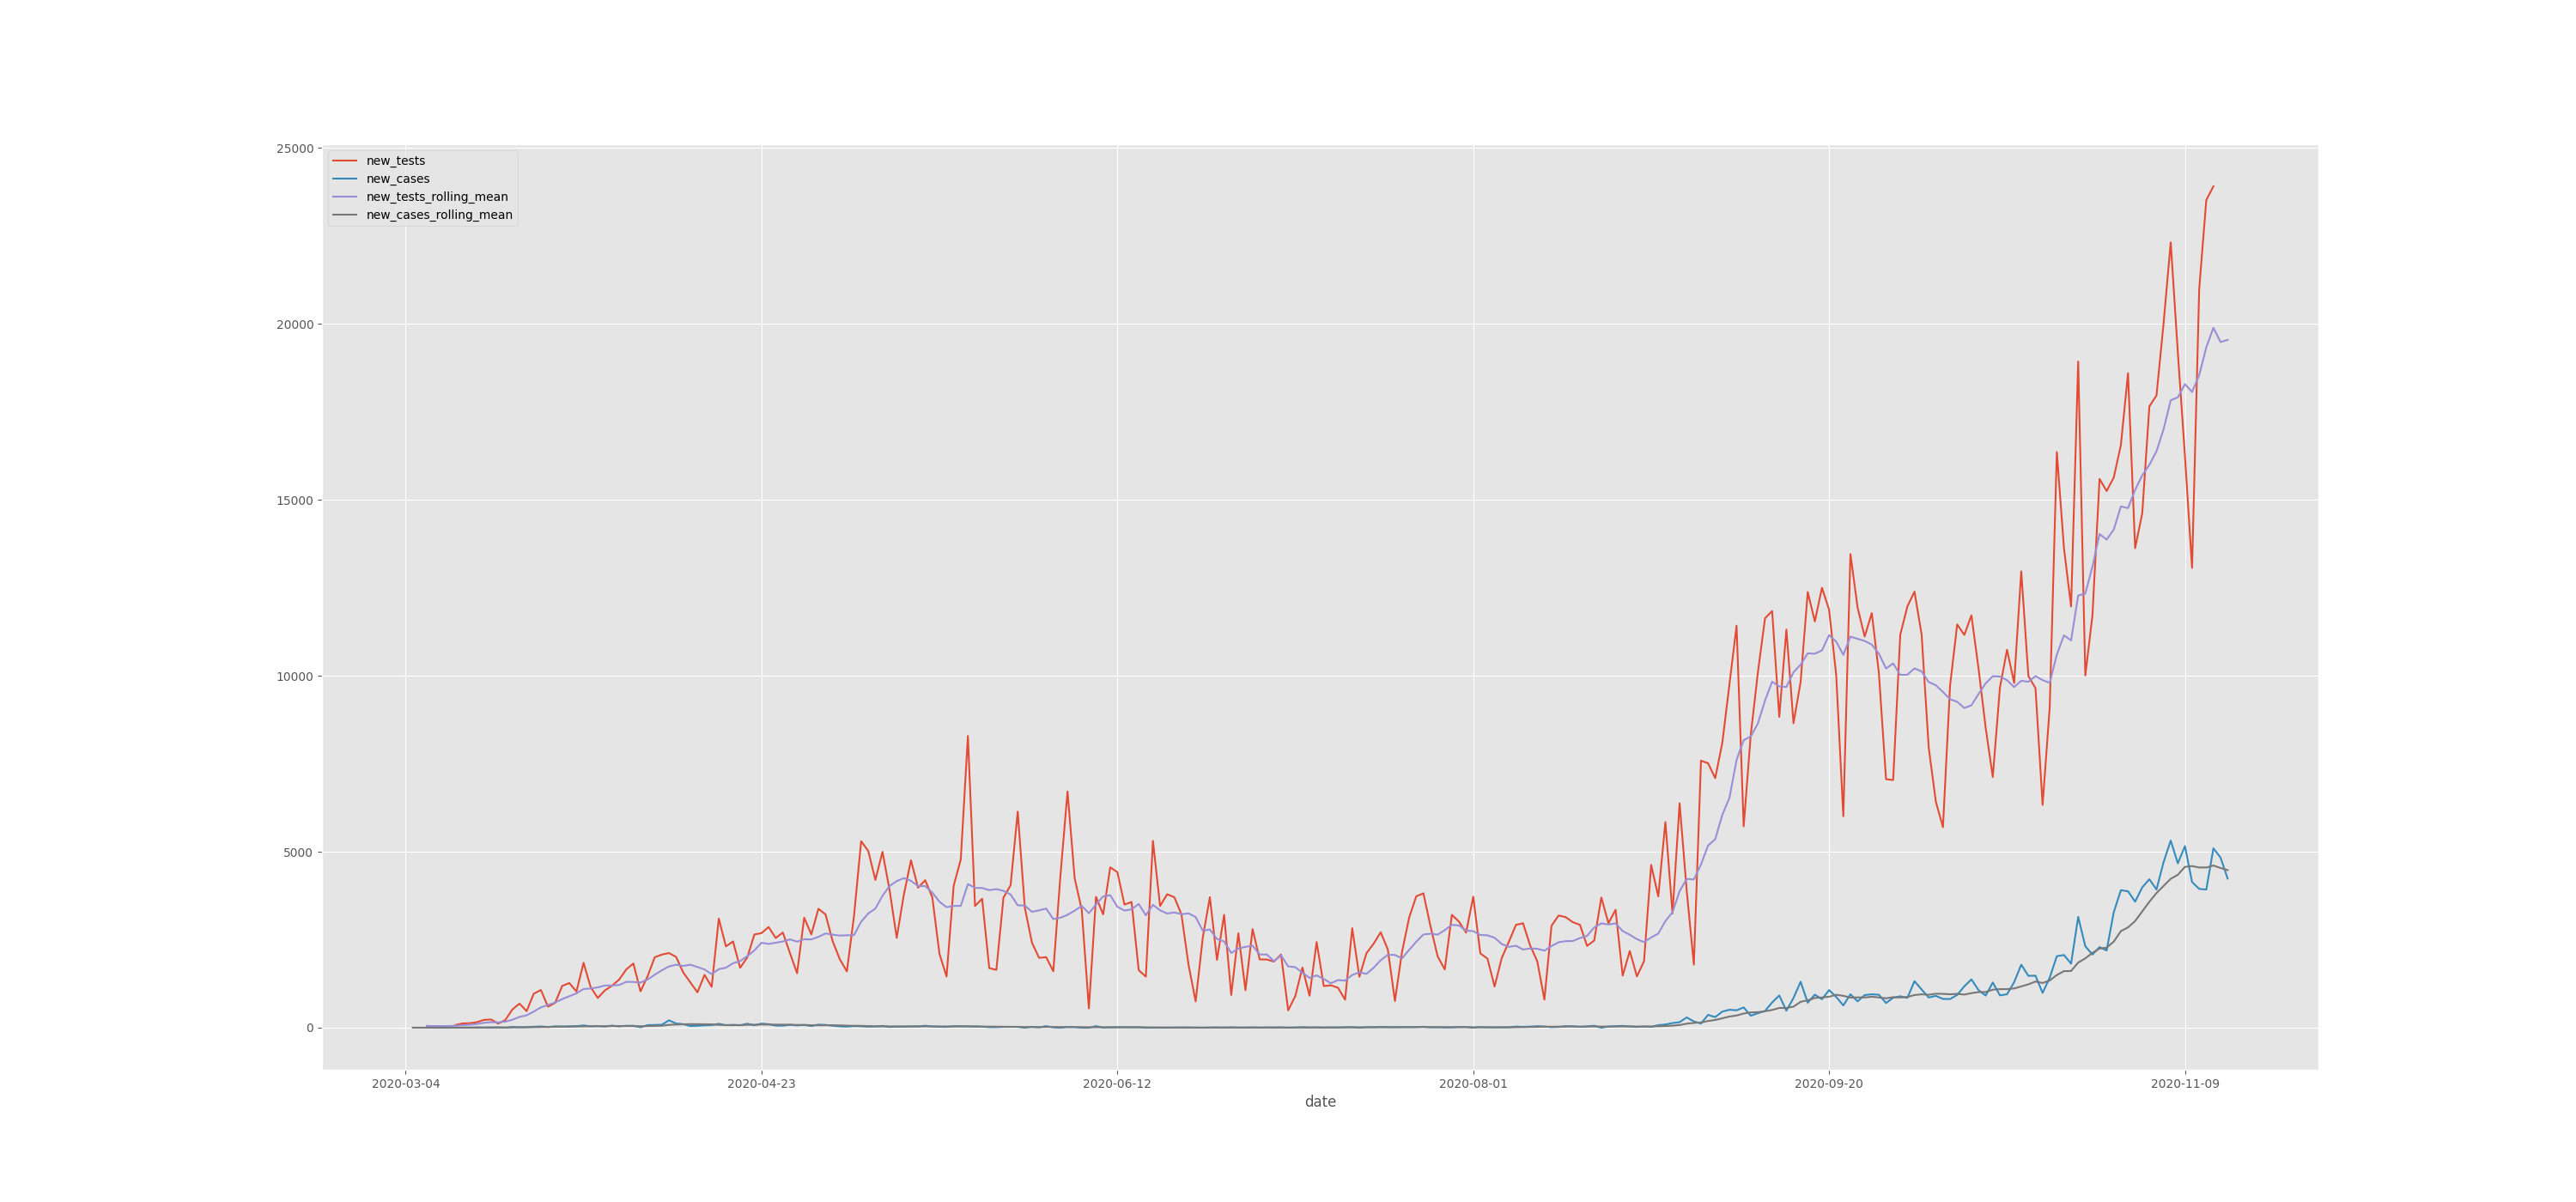 25000
20000
15000
10000
5000
0
new_tests
new_cases
new_tests_rolling_mean
new_cases_rolling_mean
2020-03-04
2020-04-23
2020-06-12
2020-08-01
2020-09-20
2020-11-09
date